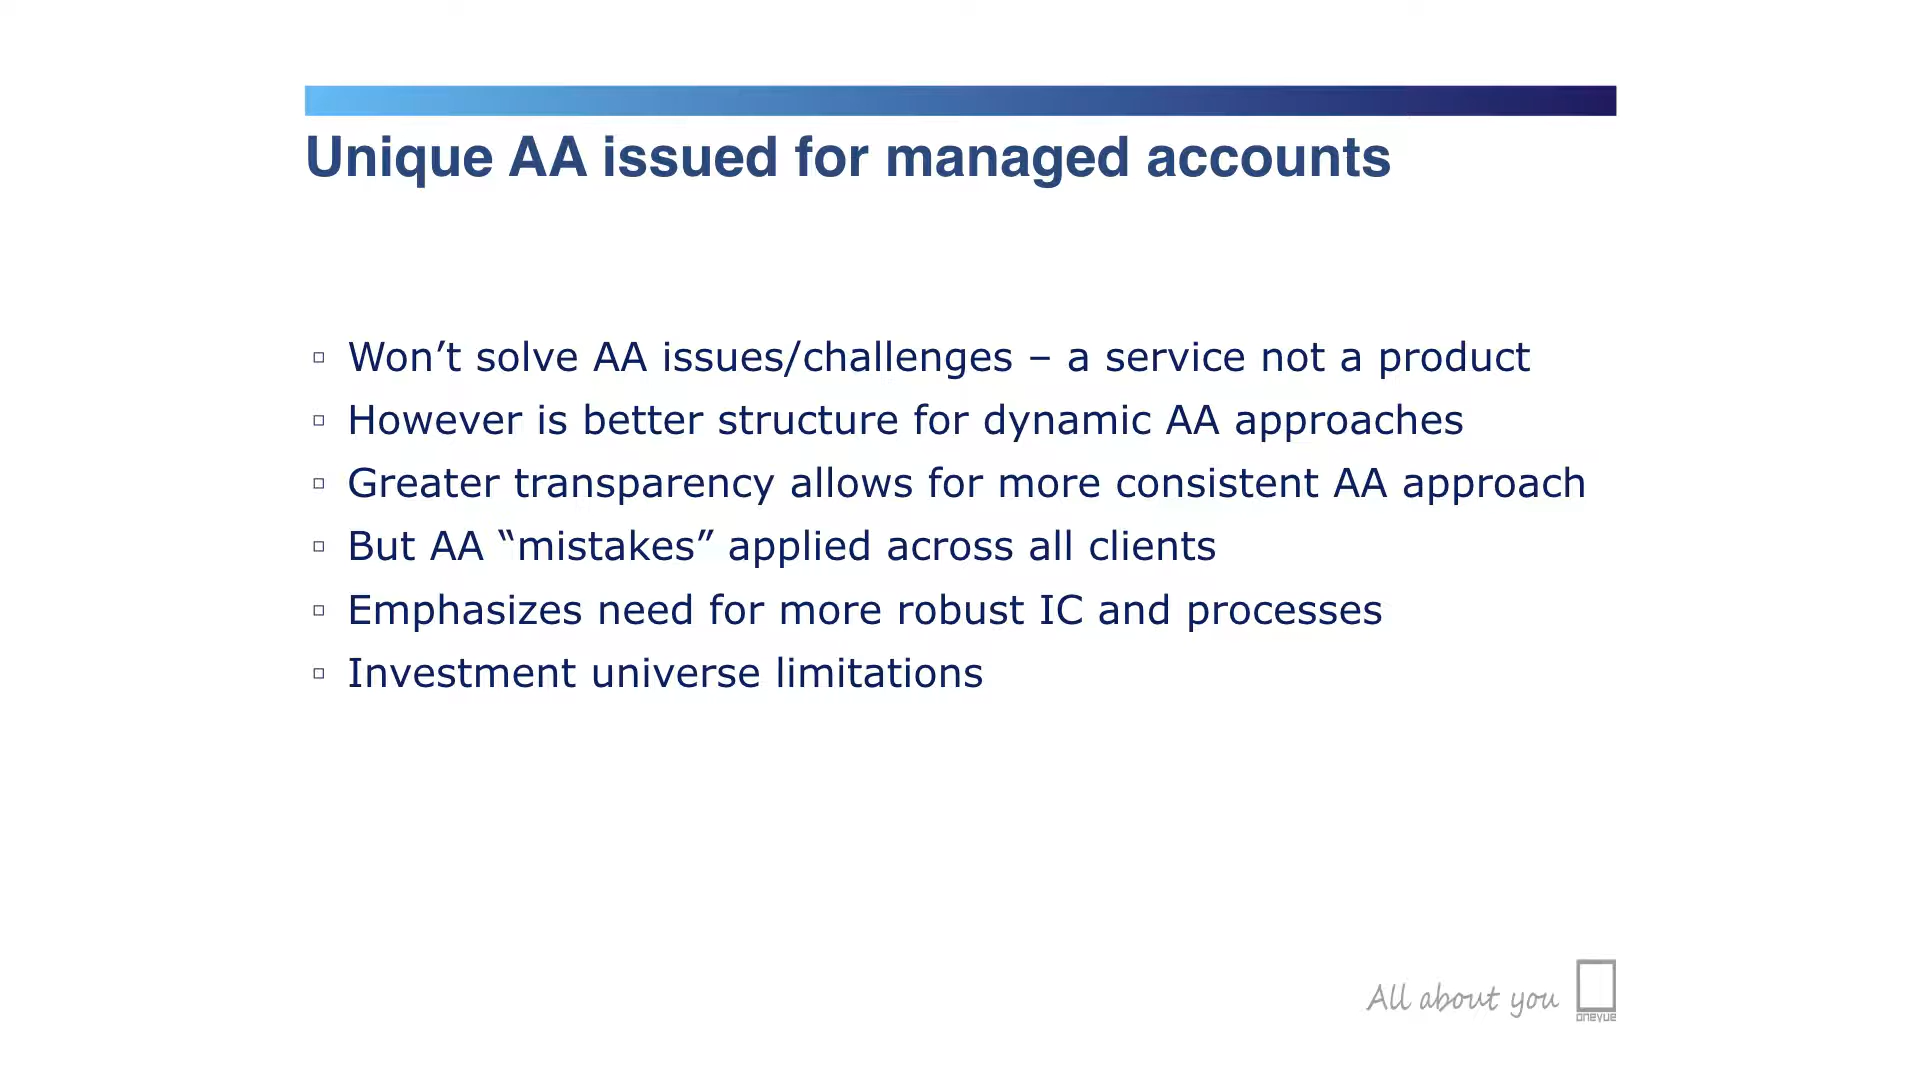 Unique AA issued for managed accounts
▫ Won’t solve AA issues/challenges – a service not a product
▫ However is better structure for dynamic AA approaches
▫ Greater transparency allows for more consistent AA approach
▫ But AA “mistakes” applied across all clients
▫ Emphasizes need for more robust IC and processes
▫ Investment universe limitations
All about you
onevue